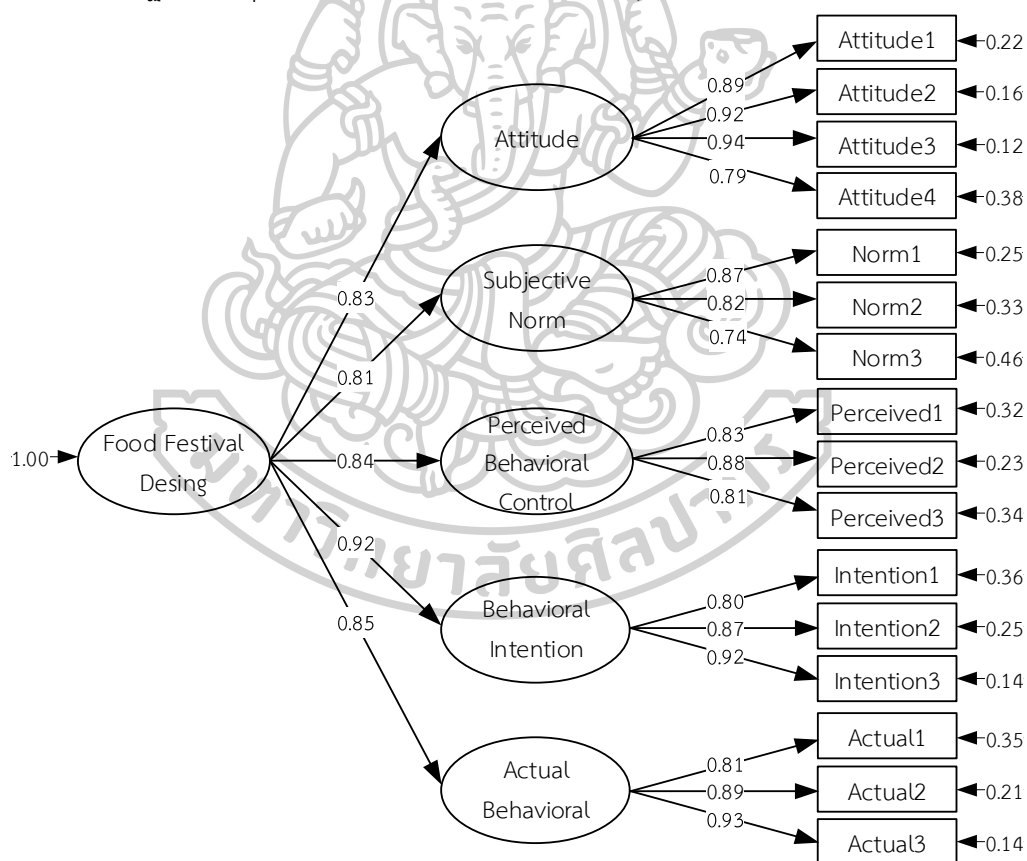 Attitude1
0.22
0.89
Attitude2
0.16
0.92
Attitude
Attitude3
0.12
0.94
Attitude4
0.38
0.79
Norm1
0.25
0.87
Subjective
Norm
Norm2
0.33
0.82
0.83
Norm3
0.46
0.74
0.81
Perceived1
0.32
0.83
Perceived
Behavioral
Control
Perceived2
0.23
0.88
1.00
Food Festival
Desing
0.84
Perceived3
0.34
0.81
0.92
Intention1
0.36
0.80
Behavioral
Intention
Intention2
0.25
0.87
0.85
Intention3
0.14
0.92
Actual1
0.35
0.81
Actual
Behavioral
Actual2
0.21
0.89
Actual3
0.14
0.93